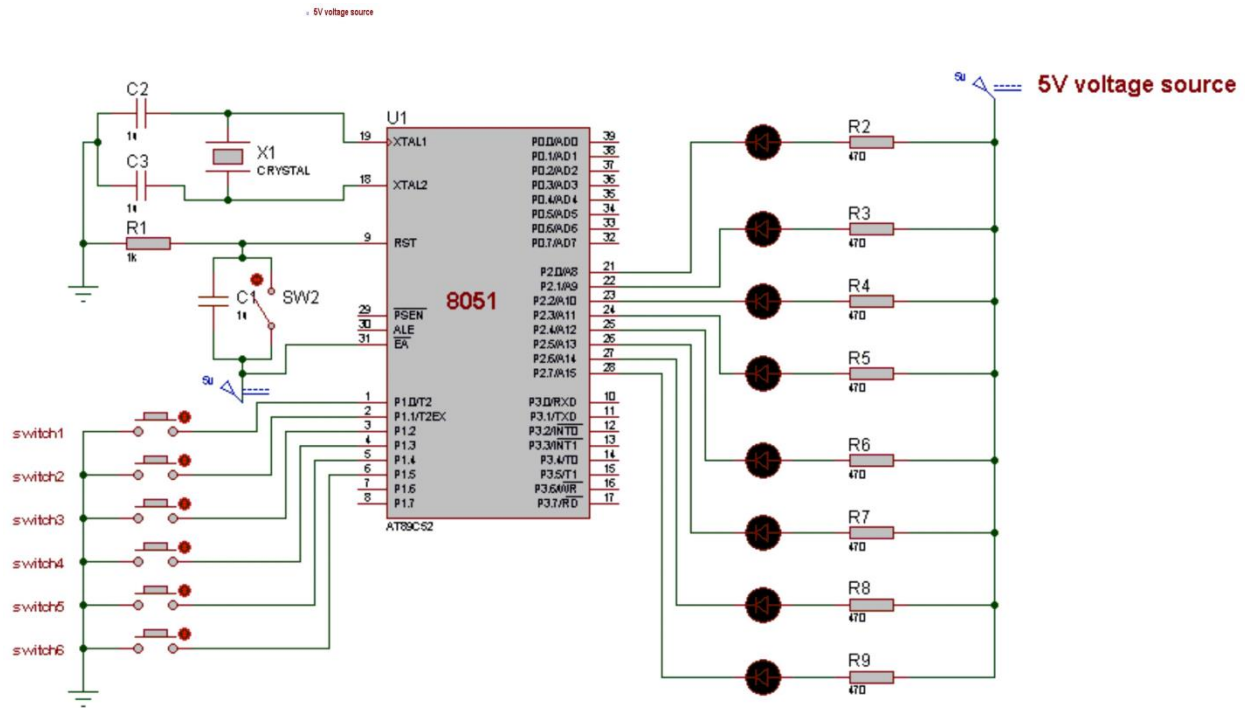 5V voltage source
5u
5V voltage source
C2
1u
X1
CRYSTAL
C3
1u
R1
1k
C1
1u
SW2
5u
U1
8051
AT89C52
19 XTAL1
18 XTAL2
9 RST
29 PSEN
30 ALE
31 EA
1 P1.0/T2
2 P1.1/T2EX
3 P1.2
4 P1.3
5 P1.4
6 P1.5
7 P1.6
8 P1.7
P0.0/AD0 39
P0.1/AD1 38
P0.2/AD2 37
P0.3/AD3 36
P0.4/AD4 35
P0.5/AD5 34
P0.6/AD6 33
P0.7/AD7 32
P2.0/A8 21
P2.1/A9 22
P2.2/A10 23
P2.3/A11 24
P2.4/A12 25
P2.5/A13 26
P2.6/A14 27
P2.7/A15 28
P3.0/RXD 10
P3.1/TXD 11
P3.2/INT0 12
P3.3/INT1 13
P3.4/T0 14
P3.5/T1 15
P3.6/WR 16
P3.7/RD 17
switch1
switch2
switch3
switch4
switch5
switch6
R2
470
R3
470
R4
470
R5
470
R6
470
R7
470
R8
470
R9
470